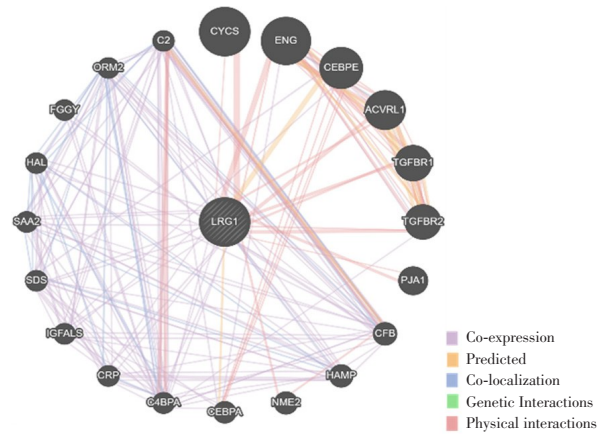 CYCS
ENG
CEBPE
ACVRL1
TGFBR1
TGFBR2
PJA1
CFB
HAMP
NME2
CEBPA
C4BPA
CRP
IGFALS
SDS
SAA2
HAL
FGGY
ORM2
C2
LRG1
Co-expression
Predicted
Co-localization
Genetic Interactions
Physical interactions